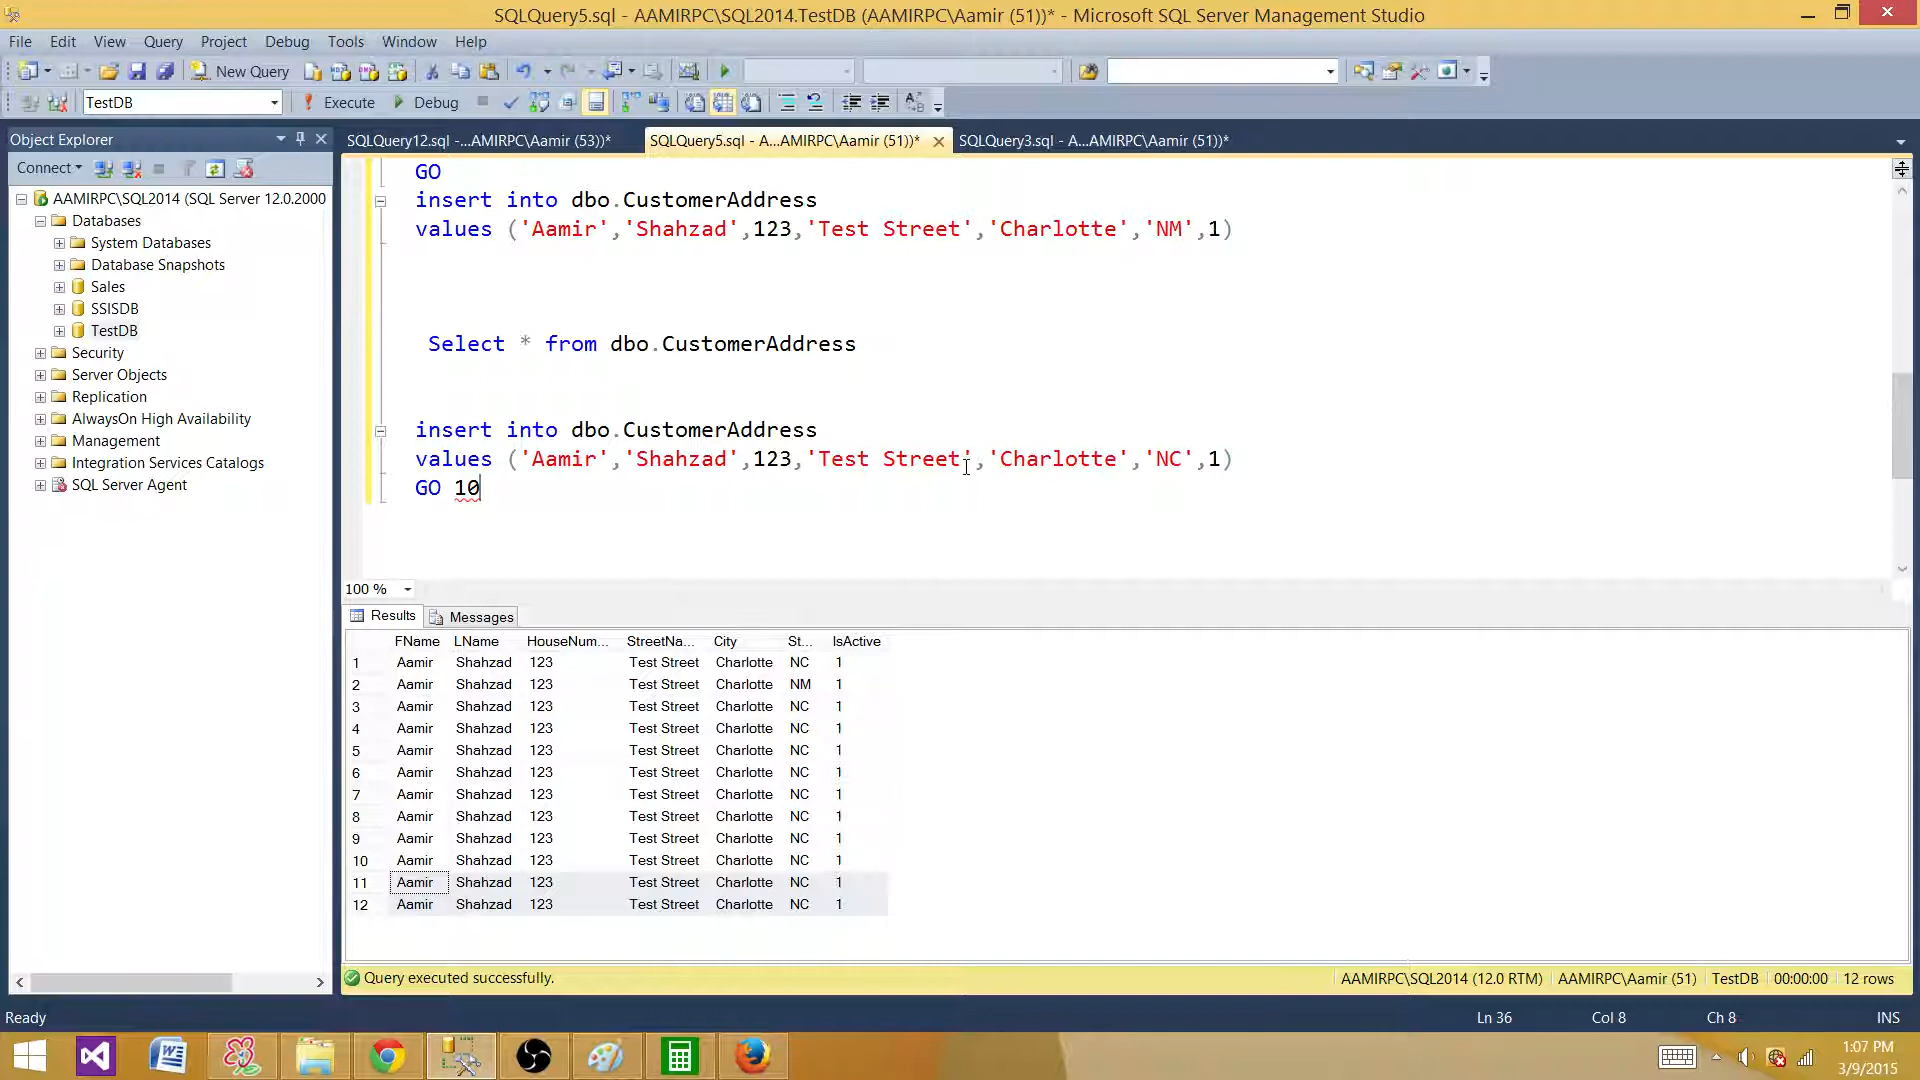 SQLQuery5.sql - AAMIRPC\SQL2014.TestDB (AAMIRPC\Aamir (51))* - Microsoft SQL Server Management Studio
File Edit View Query Project Debug Tools Window Help
New Query
TestDB Execute Debug
Object Explorer
SQLQuery12.sql -...AMIRPC\Aamir (53))* SQLQuery5.sql - A...AMIRPC\Aamir (51))* SQLQuery3.sql - A...AMIRPC\Aamir (51))*
Connect
AAMIRPC\SQL2014 (SQL Server 12.0.2000
Databases
System Databases
Database Snapshots
Sales
SSISDB
TestDB
Security
Server Objects
Replication
AlwaysOn High Availability
Management
Integration Services Catalogs
SQL Server Agent
GO
insert into dbo.CustomerAddress
values ('Aamir','Shahzad',123,'Test Street','Charlotte','NM',1)
Select * from dbo.CustomerAddress
insert into dbo.CustomerAddress
values ('Aamir','Shahzad',123,'Test Street','Charlotte','NC',1)
GO 10
100 %
Results Messages
FName LName HouseNum... StreetNa... City St... IsActive
1 Aamir Shahzad 123 Test Street Charlotte NC 1
2 Aamir Shahzad 123 Test Street Charlotte NM 1
3 Aamir Shahzad 123 Test Street Charlotte NC 1
4 Aamir Shahzad 123 Test Street Charlotte NC 1
5 Aamir Shahzad 123 Test Street Charlotte NC 1
6 Aamir Shahzad 123 Test Street Charlotte NC 1
7 Aamir Shahzad 123 Test Street Charlotte NC 1
8 Aamir Shahzad 123 Test Street Charlotte NC 1
9 Aamir Shahzad 123 Test Street Charlotte NC 1
10 Aamir Shahzad 123 Test Street Charlotte NC 1
11 Aamir Shahzad 123 Test Street Charlotte NC 1
12 Aamir Shahzad 123 Test Street Charlotte NC 1
Query executed successfully. AAMIRPC\SQL2014 (12.0 RTM) AAMIRPC\Aamir (51) TestDB 00:00:00 12 rows
Ready Ln 36 Col 8 Ch 8 INS
1:07 PM
3/9/2015